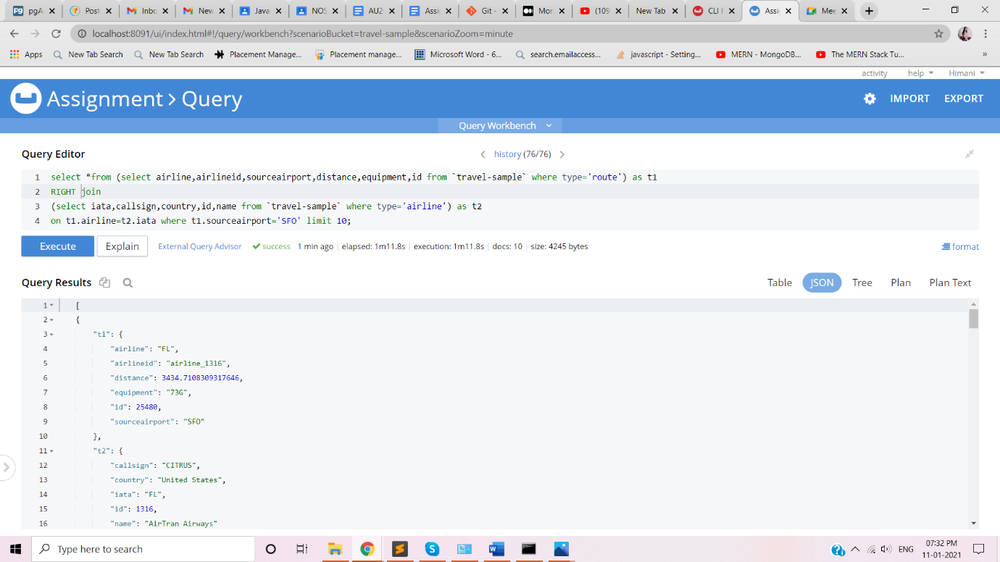 pgA
Post
Inbo
New
Java
NOS
AU2
Assi
Git -
Mon
(109
New Tab
CLI
Assi
Mee
localhost:8091/ui/index.html#!/query/workbench?scenarioBucket=travel-sample&scenarioZoom=minute
Apps
New Tab Search
New Tab Search
Placement Manage...
Placement manage...
Microsoft Word - 6...
search.emailaccess...
javascript - Setting...
MERN - MongoDB...
The MERN Stack Tu...
»
activity
help
Himani
Assignment > Query
IMPORT
EXPORT
Query Workbench
Query Editor
history (76/76)
1 select *from (select airline,airlineid,sourceairport,distance,equipment,id from `travel-sample` where type='route') as t1
2 RIGHT join
3 (select iata,callsign,country,id,name from `travel-sample` where type='airline') as t2
4 on t1.airline=t2.iata where t1.sourceairport='SFO' limit 10;
Execute
Explain
External Query Advisor
success
1 min ago | elapsed: 1m11.8s | execution: 1m11.8s | docs: 10 | size: 4245 bytes
format
Query Results
Table
JSON
Tree
Plan
Plan Text
1 [
2 {
3 "t1": {
4 "airline": "FL",
5 "airlineid": "airline_1316",
6 "distance": 3434.7108309317646,
7 "equipment": "73G",
8 "id": 25480,
9 "sourceairport": "SFO"
10 },
11 "t2": {
12 "callsign": "CITRUS",
13 "country": "United States",
14 "iata": "FL",
15 "id": 1316,
16 "name": "AirTran Airways"
Type here to search
ENG
07:32 PM
11-01-2021